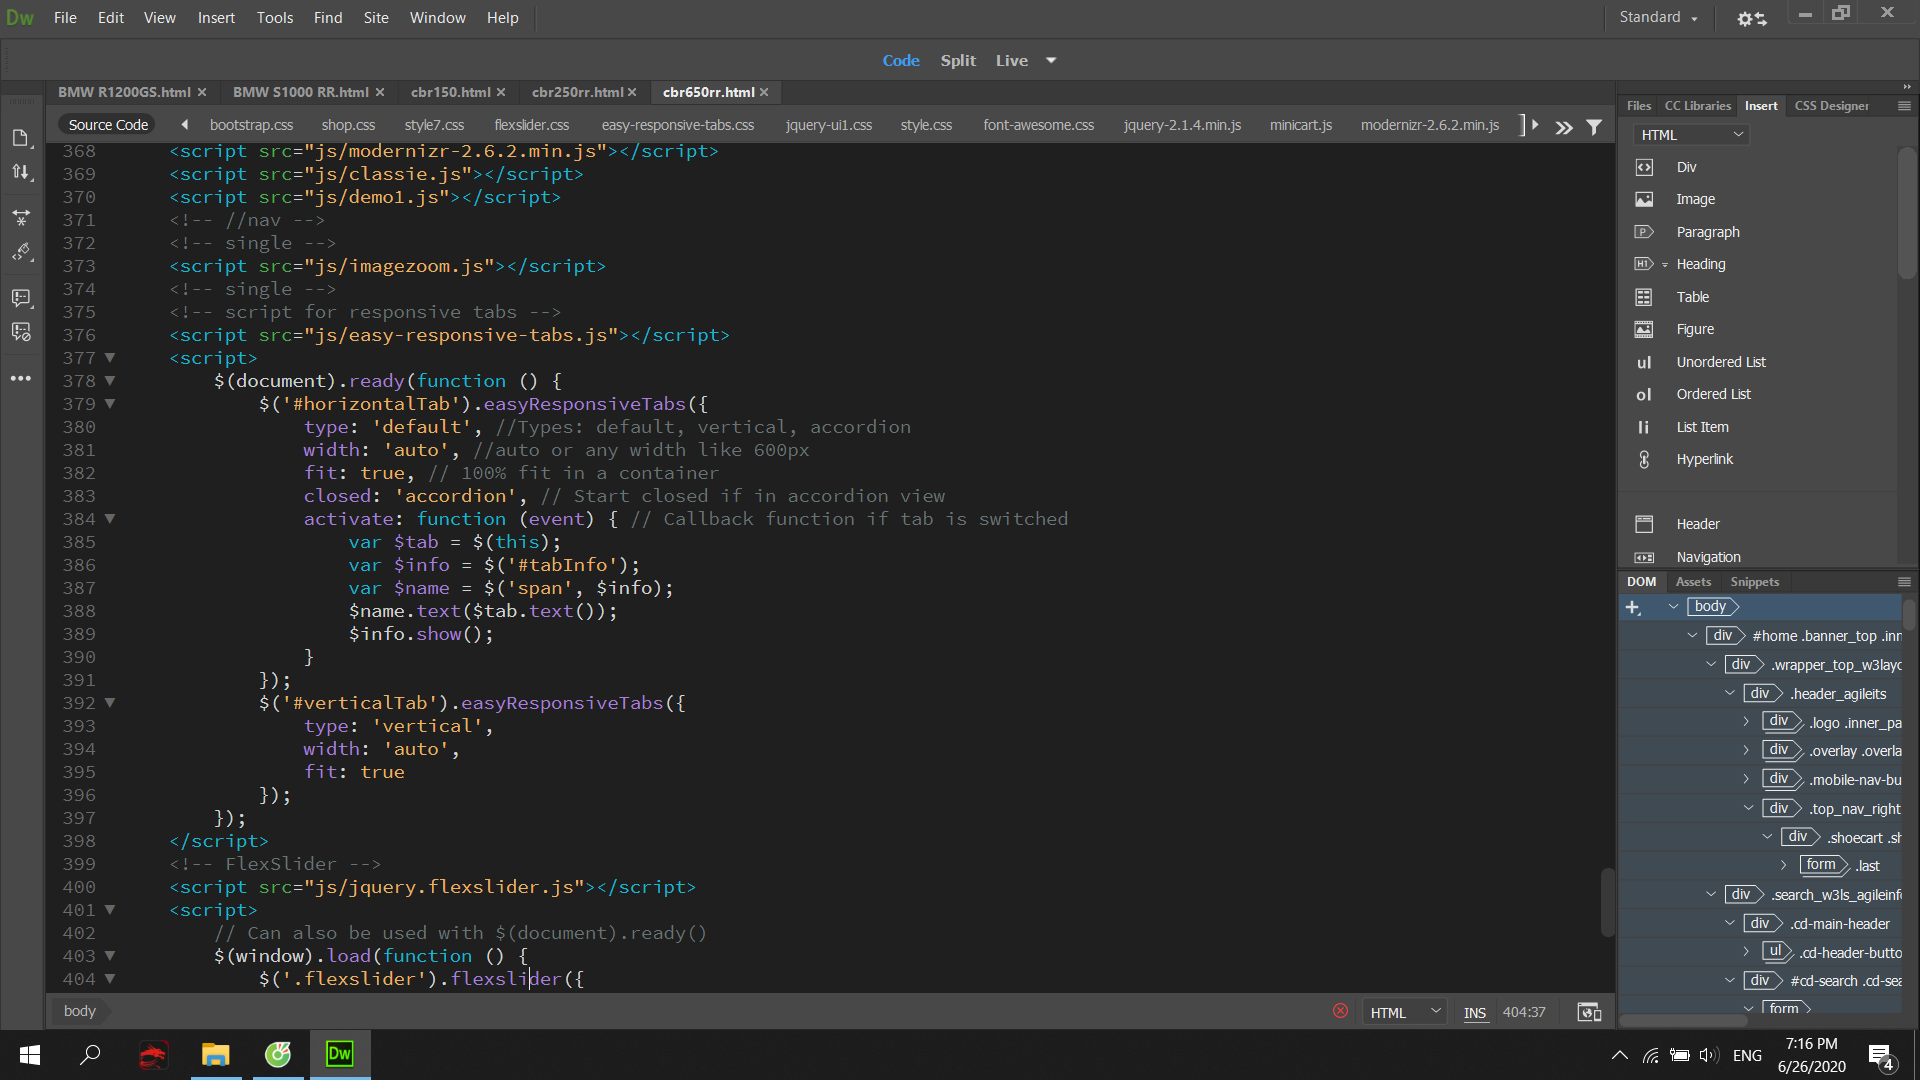 Dw File Edit View Insert Tools Find Site Window Help Standard
Code Split Live
BMW R1200GS.html BMW S1000 RR.html cbr150.html cbr250rr.html cbr650rr.html
Source Code bootstrap.css shop.css style7.css flexslider.css easy-responsive-tabs.css jquery-ui1.css style.css font-awesome.css jquery-2.1.4.min.js minicart.js modernizr-2.6.2.min.js
368 <script src="js/modernizr-2.6.2.min.js"></script>
369 <script src="js/classie.js"></script>
370 <script src="js/demo1.js"></script>
371 <!-- //nav -->
372 <!-- single -->
373 <script src="js/imagezoom.js"></script>
374 <!-- single -->
375 <!-- script for responsive tabs -->
376 <script src="js/easy-responsive-tabs.js"></script>
377 <script>
378 $(document).ready(function () {
379 $('#horizontalTab').easyResponsiveTabs({
380 type: 'default', //Types: default, vertical, accordion
381 width: 'auto', //auto or any width like 600px
382 fit: true, // 100% fit in a container
383 closed: 'accordion', // Start closed if in accordion view
384 activate: function (event) { // Callback function if tab is switched
385 var $tab = $(this);
386 var $info = $('#tabInfo');
387 var $name = $('span', $info);
388 $name.text($tab.text());
389 $info.show();
390 }
391 });
392 $('#verticalTab').easyResponsiveTabs({
393 type: 'vertical',
394 width: 'auto',
395 fit: true
396 });
397 });
398 </script>
399 <!-- FlexSlider -->
400 <script src="js/jquery.flexslider.js"></script>
401 <script>
402 // Can also be used with $(document).ready()
403 $(window).load(function () {
404 $('.flexslider').flexslider({
body HTML INS 404:37
Files CC Libraries Insert CSS Designer
HTML
Div
Image
Paragraph
H1 Heading
Table
Figure
ul Unordered List
ol Ordered List
li List Item
Hyperlink
Header
Navigation
DOM Assets Snippets
body
div #home .banner_top .inn
div .wrapper_top_w3layo
div .header_agileits
div .logo .inner_pa
div .overlay .overla
div .mobile-nav-bu
div .top_nav_right
div .shoecart .sh
form .last
div .search_w3ls_agileinfo
div .cd-main-header
ul .cd-header-butto
div #cd-search .cd-sea
form
Dw ENG 7:16 PM
6/26/2020 4